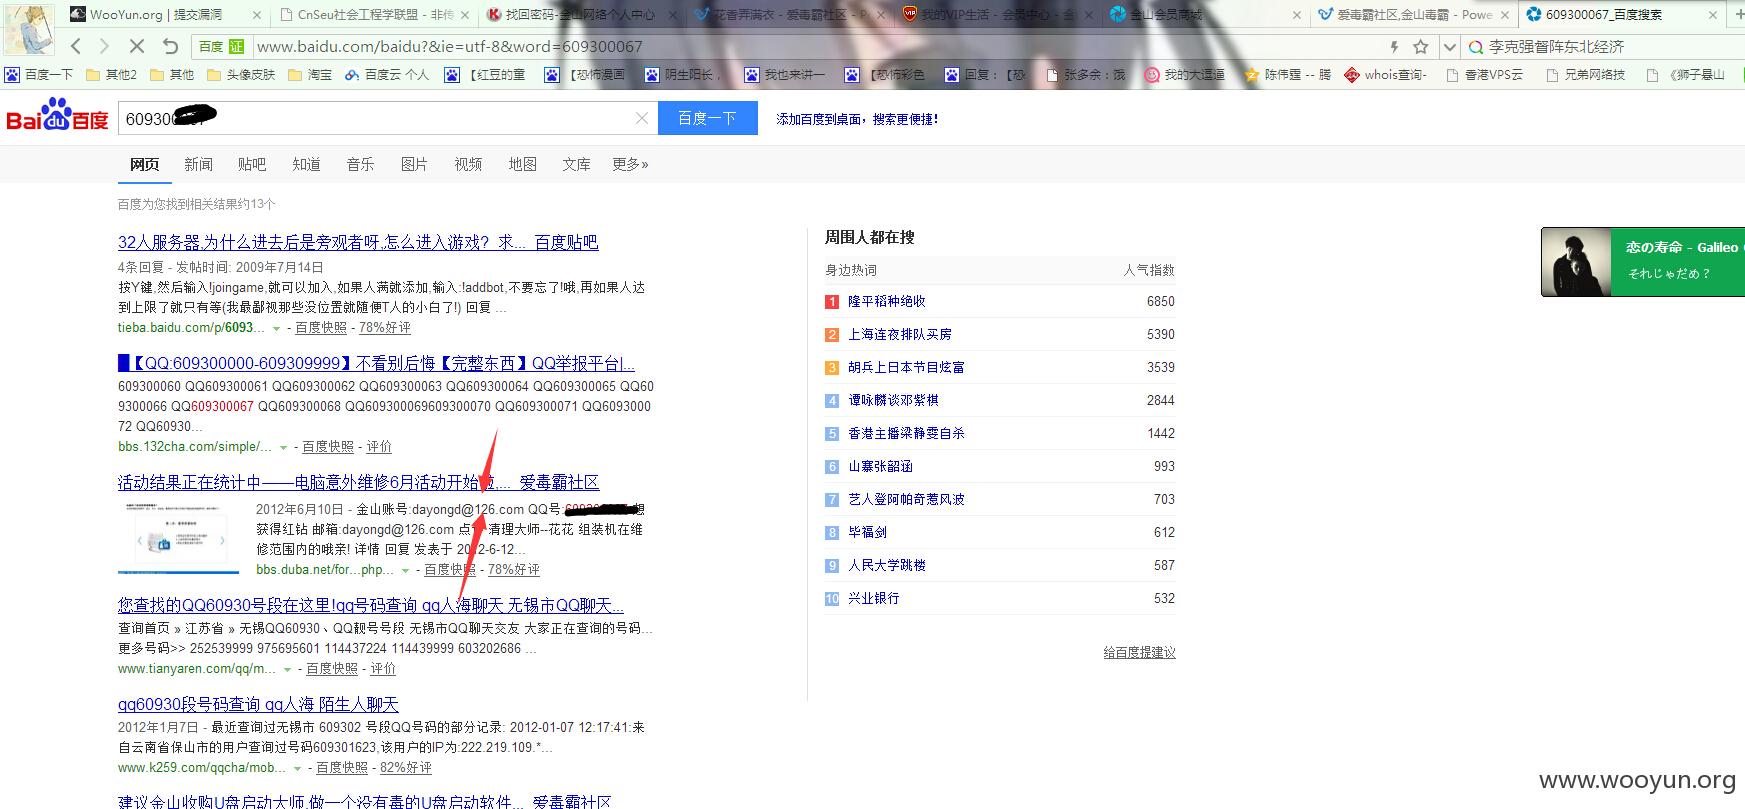 WooYun.org | 提交漏洞
CnSeu社会工程学联盟 - 非传
找回密码-金山网络个人中心
花香弄满衣 - 爱毒霸社区 - P
我的VIP生活 - 会员中心 - 金
金山会员商城
爱毒霸社区,金山毒霸 - Powe
609300067_百度搜索
百度 证 www.baidu.com/baidu?&ie=utf-8&word=609300067
李克强督阵东北经济
百度一下 其他2 其他 头像皮肤 淘宝 百度云 个人 【红豆的童 【恐怖漫画 阴生阳长， 我也来讲一 【恐怖彩色 回复：【恐 张多余：饿 我的大逗逼 陈伟霆 -- 腾 whois查询- 香港VPS云 兄弟网络技 《狮子悬山
Bai du 百度
609300
百度一下
添加百度到桌面，搜索更便捷！
网页 新闻 贴吧 知道 音乐 图片 视频 地图 文库 更多»
百度为您找到相关结果约13个
32人服务器,为什么进去后是旁观者呀,怎么进入游戏? 求... 百度贴吧
4条回复 - 发帖时间: 2009年7月14日
按Y键,然后输入!joingame,就可以加入,如果人满就添加,输入:!addbot,不要忘了!哦,再如果人达
到上限了就只有等(我最鄙视那些没位置就随便T人的小白了!) 回复 ...
tieba.baidu.com/p/6093... - 百度快照 - 78%好评
【QQ:609300000-609309999】不看别后悔【完整东西】QQ举报平台|...
609300060 QQ609300061 QQ609300062 QQ609300063 QQ609300064 QQ609300065 QQ60
9300066 QQ609300067 QQ609300068 QQ609300069609300070 QQ609300071 QQ6093000
72 QQ60930...
bbs.132cha.com/simple/... - 百度快照 - 评价
活动结果正在统计中——电脑意外维修6月活动开始啦,... 爱毒霸社区
2012年6月10日 - 金山账号:dayongd@126.com QQ号: 想
获得红钻 邮箱:dayongd@126.com 点 清理大师--花花 组装机在维
修范围内的哦亲! 详情 回复 发表于 2012-6-12...
bbs.duba.net/for...php... - 百度快照 - 78%好评
您查找的QQ60930号段在这里!qq号码查询 qq人海聊天 无锡市QQ聊天...
查询首页 » 江苏省 » 无锡QQ60930、QQ靓号号段 无锡市QQ聊天交友 大家正在查询的号码...
更多号码>> 252539999 975695601 114437224 114439999 603202686 ...
www.tianyaren.com/qq/m... - 百度快照 - 评价
qq60930段号码查询 qq人海 陌生人聊天
2012年1月7日 - 最近查询过无锡市 609302 号段QQ号码的部分记录: 2012-01-07 12:17:41:来
自云南省保山市的用户查询过号码609301623,该用户的IP为:222.219.109.*...
www.k259.com/qqcha/mob... - 百度快照 - 82%好评
建议金山收购U盘启动大师,做一个没有毒的U盘启动软件... 爱毒霸社区
周围人都在搜
身边热词 人气指数
1 隆平稻种绝收 6850
2 上海连夜排队买房 5390
3 胡兵上日本节目炫富 3539
4 谭咏麟谈邓紫棋 2844
5 香港主播梁静雯自杀 1442
6 山寨张韶涵 993
7 艺人登阿帕奇惹风波 703
8 毕福剑 612
9 人民大学跳楼 587
10 兴业银行 532
给百度提建议
恋の寿命 - Galileo
それじゃだめ？
www.wooyun.org